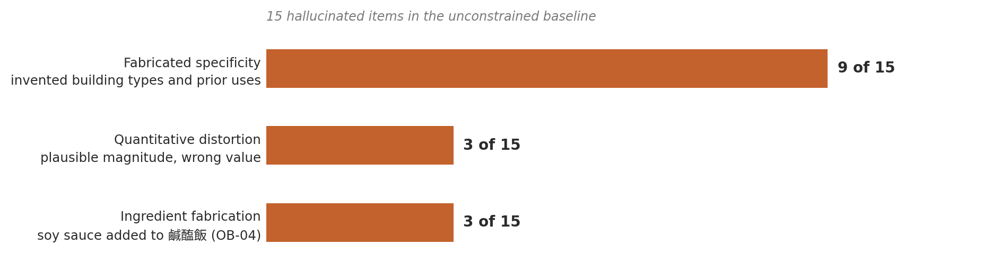 15 hallucinated items in the unconstrained baseline
Fabricated specificity
invented building types and prior uses
9 of 15
Quantitative distortion
plausible magnitude, wrong value
3 of 15
Ingredient fabrication
soy sauce added to 鹹醢飯 (OB-04)
3 of 15